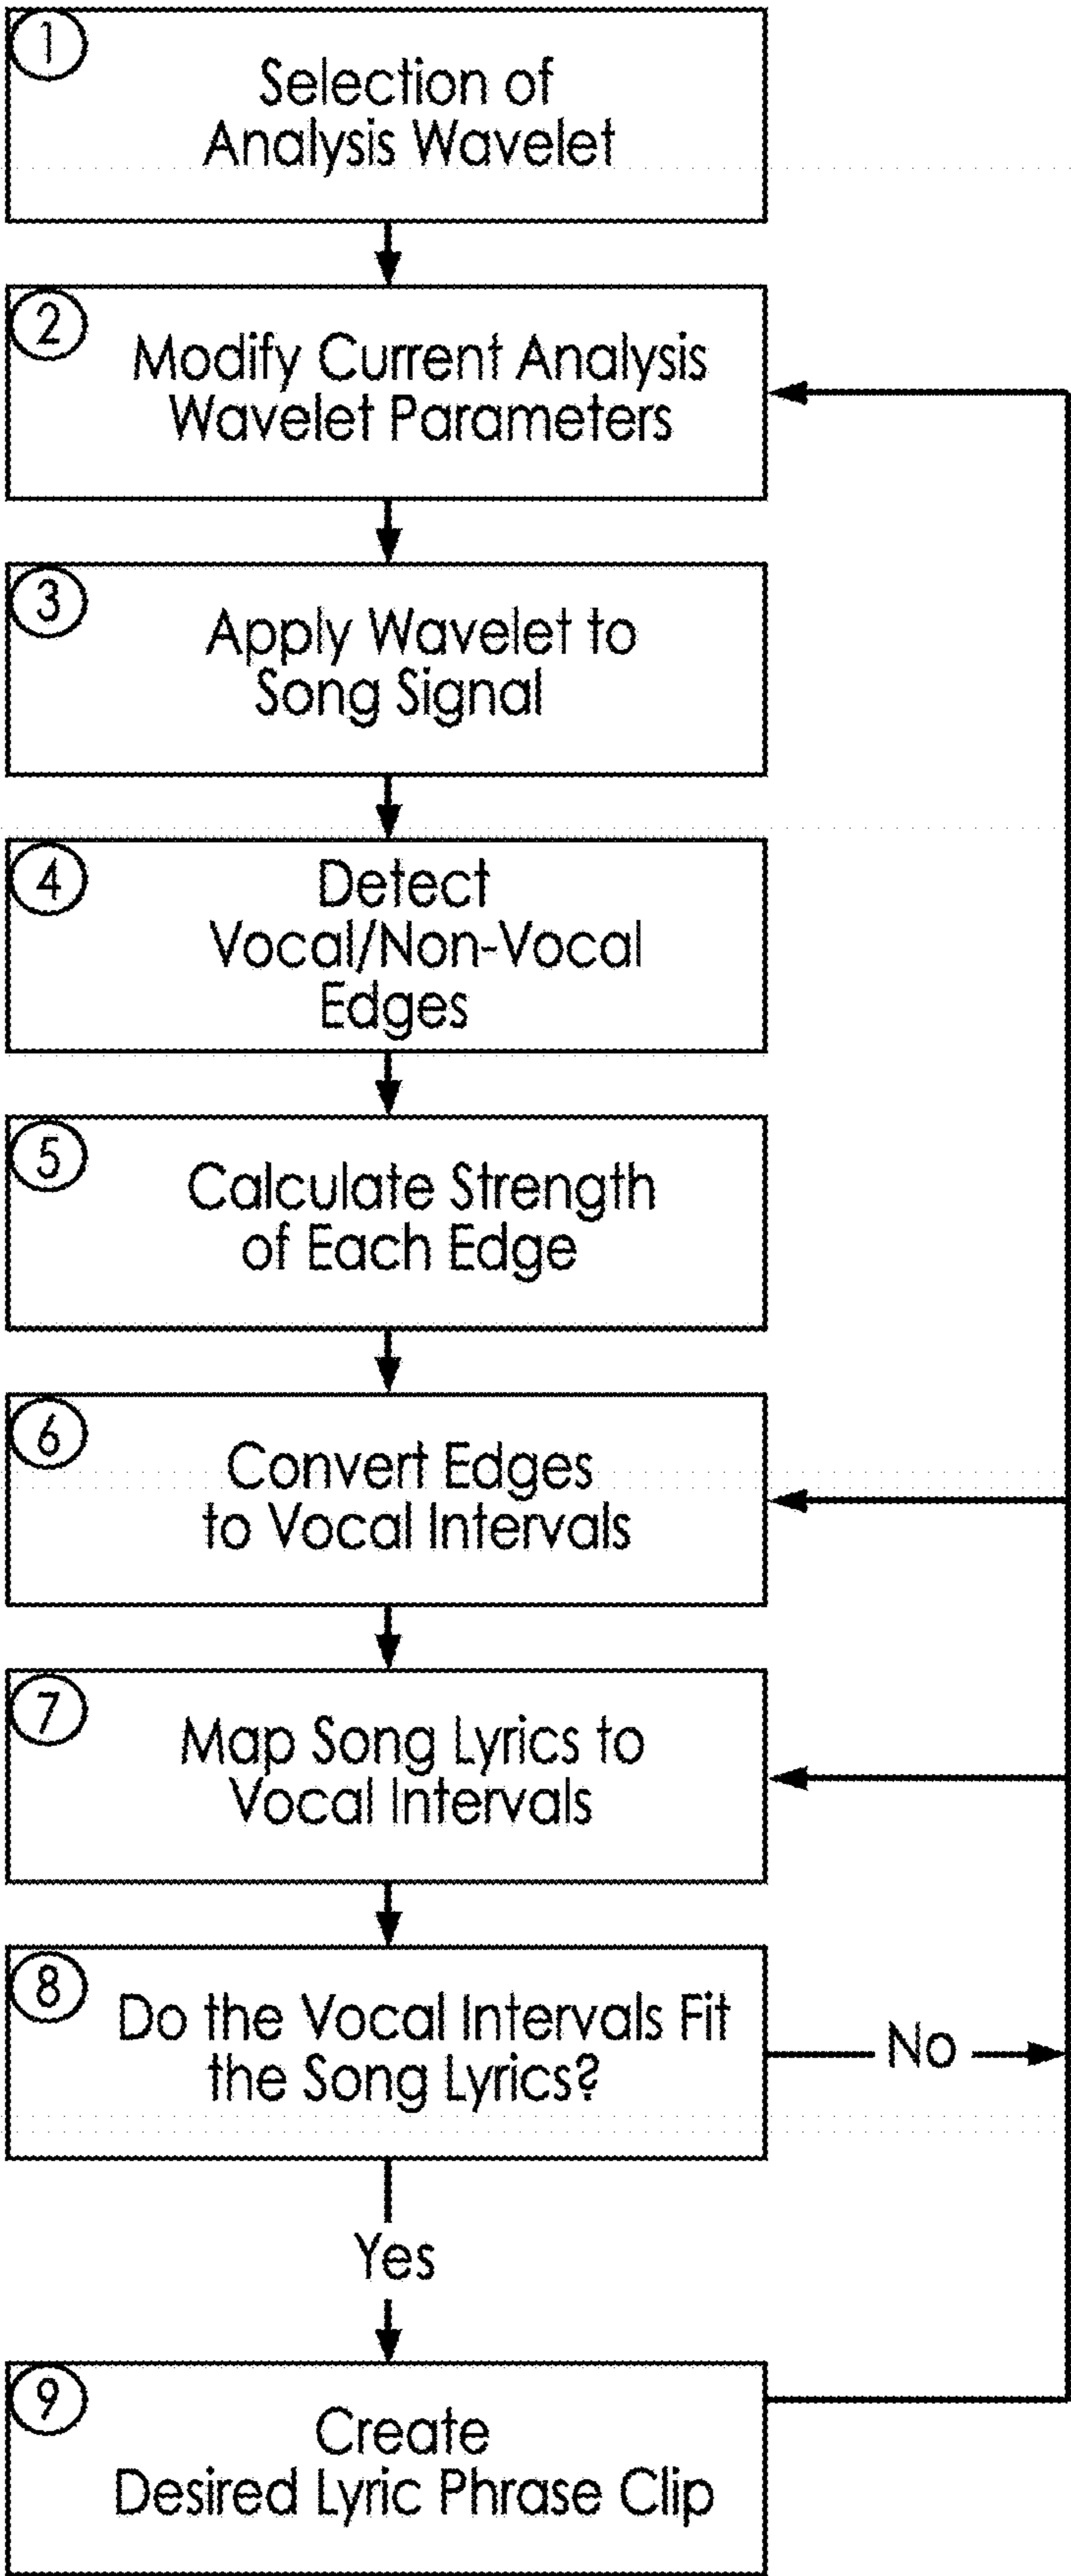 1
Selection of
Analysis Wavelet
2
Modify Current Analysis
Wavelet Parameters
3
Apply Wavelet to
Song Signal
4
Detect
Vocal/Non-Vocal
Edges
5
Calculate Strength
of Each Edge
6
Convert Edges
to Vocal Intervals
7
Map Song Lyrics to
Vocal Intervals
8
Do the Vocal Intervals Fit
the Song Lyrics?
No
Yes
9
Create
Desired Lyric Phrase Clip